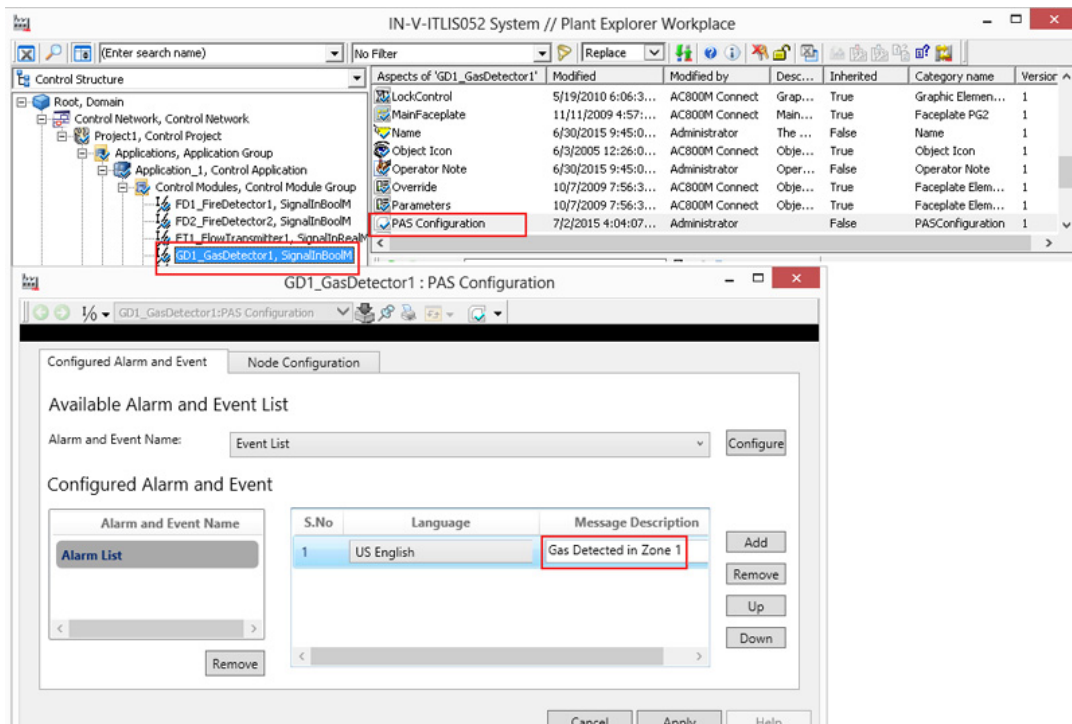 IN-V-ITLIS052 System // Plant Explorer Workplace
(Enter search name) No Filter Replace
Control Structure
Root, Domain
Control Network, Control Network
Project1, Control Project
Applications, Application Group
Application_1, Control Application
Control Modules, Control Module Group
FD1_FireDetector1, SignalInBoolM
FD2_FireDetector2, SignalInBoolM
FT1_FlowTransmitter1, SignalInRealM
GD1_GasDetector1, SignalInBoolM
Aspects of 'GD1_GasDetector1' Modified Modified by Desc... Inherited Category name Version
LockControl 5/19/2010 6:06:3... AC800M Connect Grap... True Graphic Elemen... 1
MainFaceplate 11/11/2009 4:57:... AC800M Connect Main... True Faceplate PG2 1
Name 6/30/2015 9:45:0... Administrator The ... False Name 1
Object Icon 6/3/2005 12:26:0... AC800M Connect Obje... True Object Icon 1
Operator Note 6/30/2015 9:45:0... Administrator Oper... False Operator Note 1
Override 10/7/2009 7:56:3... AC800M Connect Obje... True Faceplate Elem... 1
Parameters 10/7/2009 7:56:3... AC800M Connect Obje... True Faceplate Elem... 1
PAS Configuration 7/2/2015 4:04:07... Administrator False PASConfiguration 1
GD1_GasDetector1 : PAS Configuration
GD1_GasDetector1:PAS Configuration
Configured Alarm and Event Node Configuration
Available Alarm and Event List
Alarm and Event Name: Event List Configure
Configured Alarm and Event
Alarm and Event Name
Alarm List
Remove
S.No Language Message Description
1 US English Gas Detected in Zone 1
Add
Remove
Up
Down
Cancel Apply Help